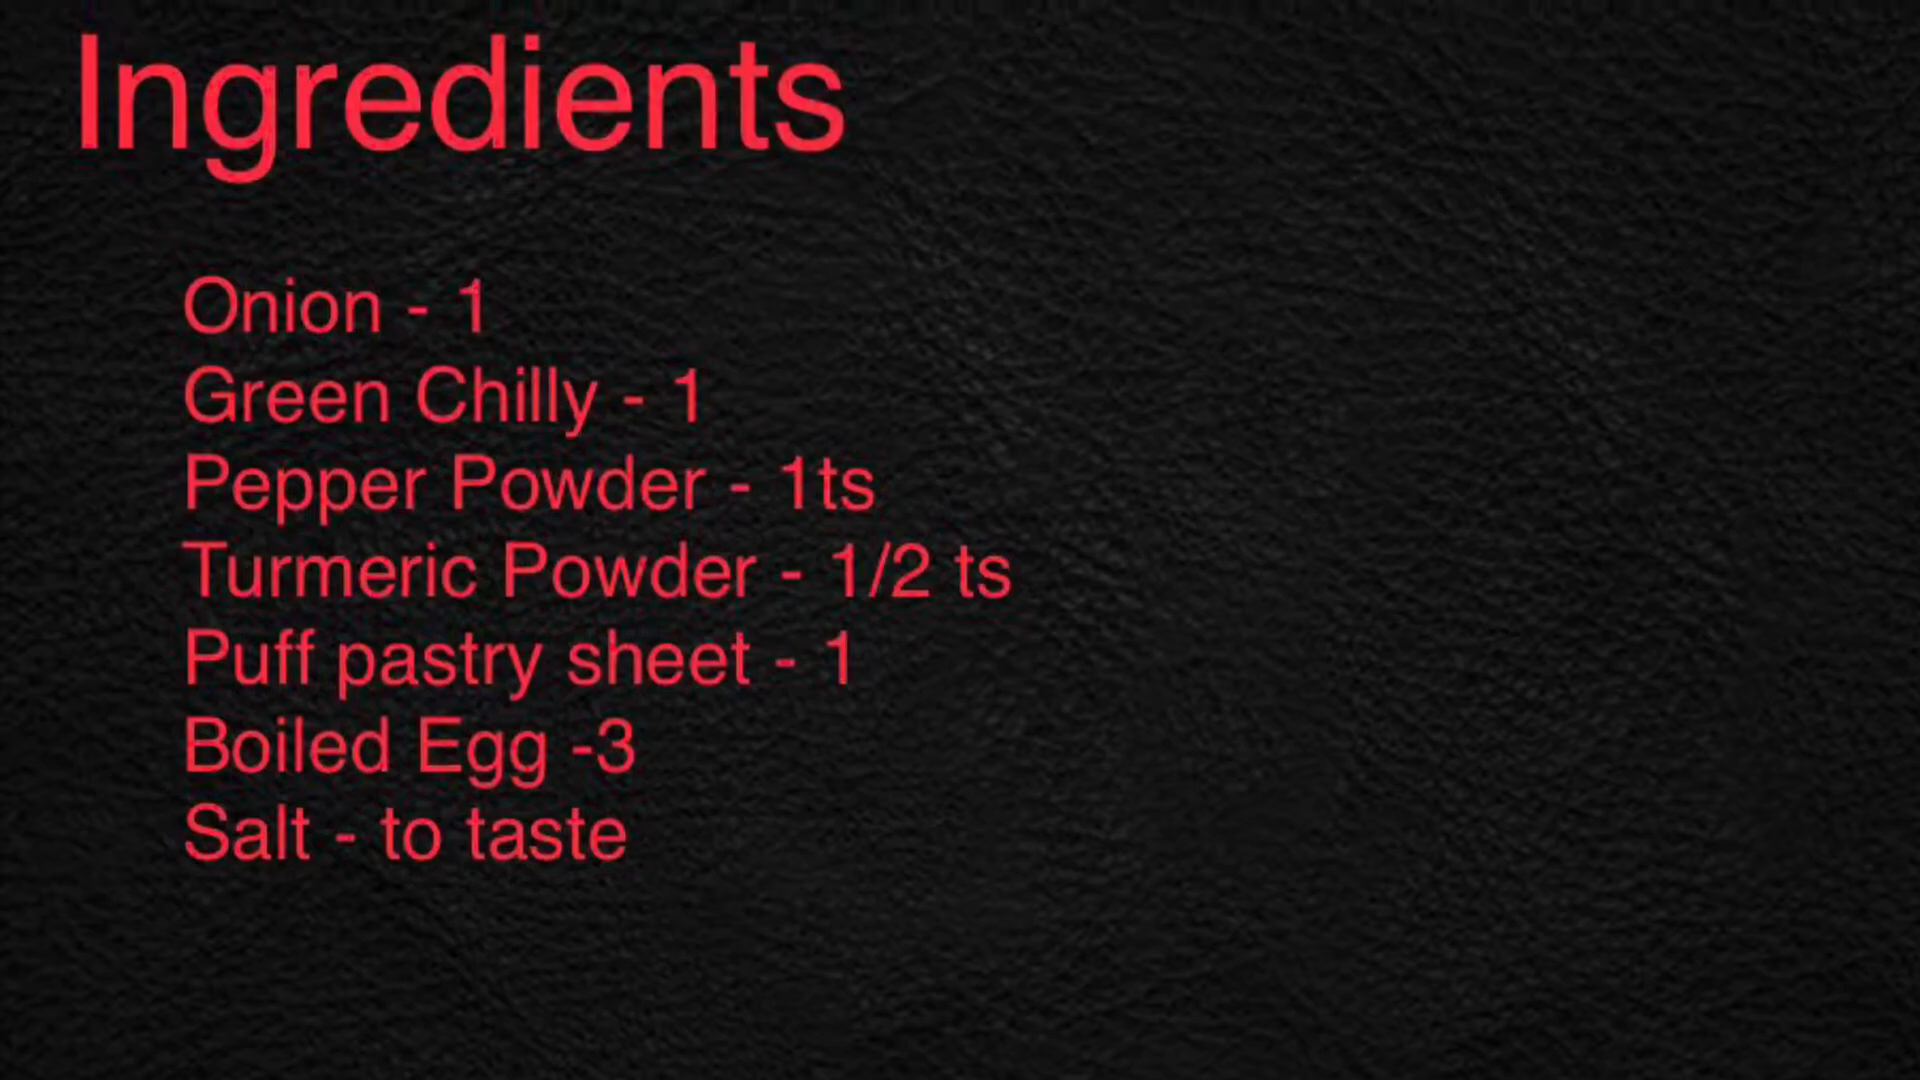 Ingredients
Onion - 1
Green Chilly - 1
Pepper Powder - 1ts
Turmeric Powder - 1/2 ts
Puff pastry sheet - 1
Boiled Egg -3
Salt - to taste